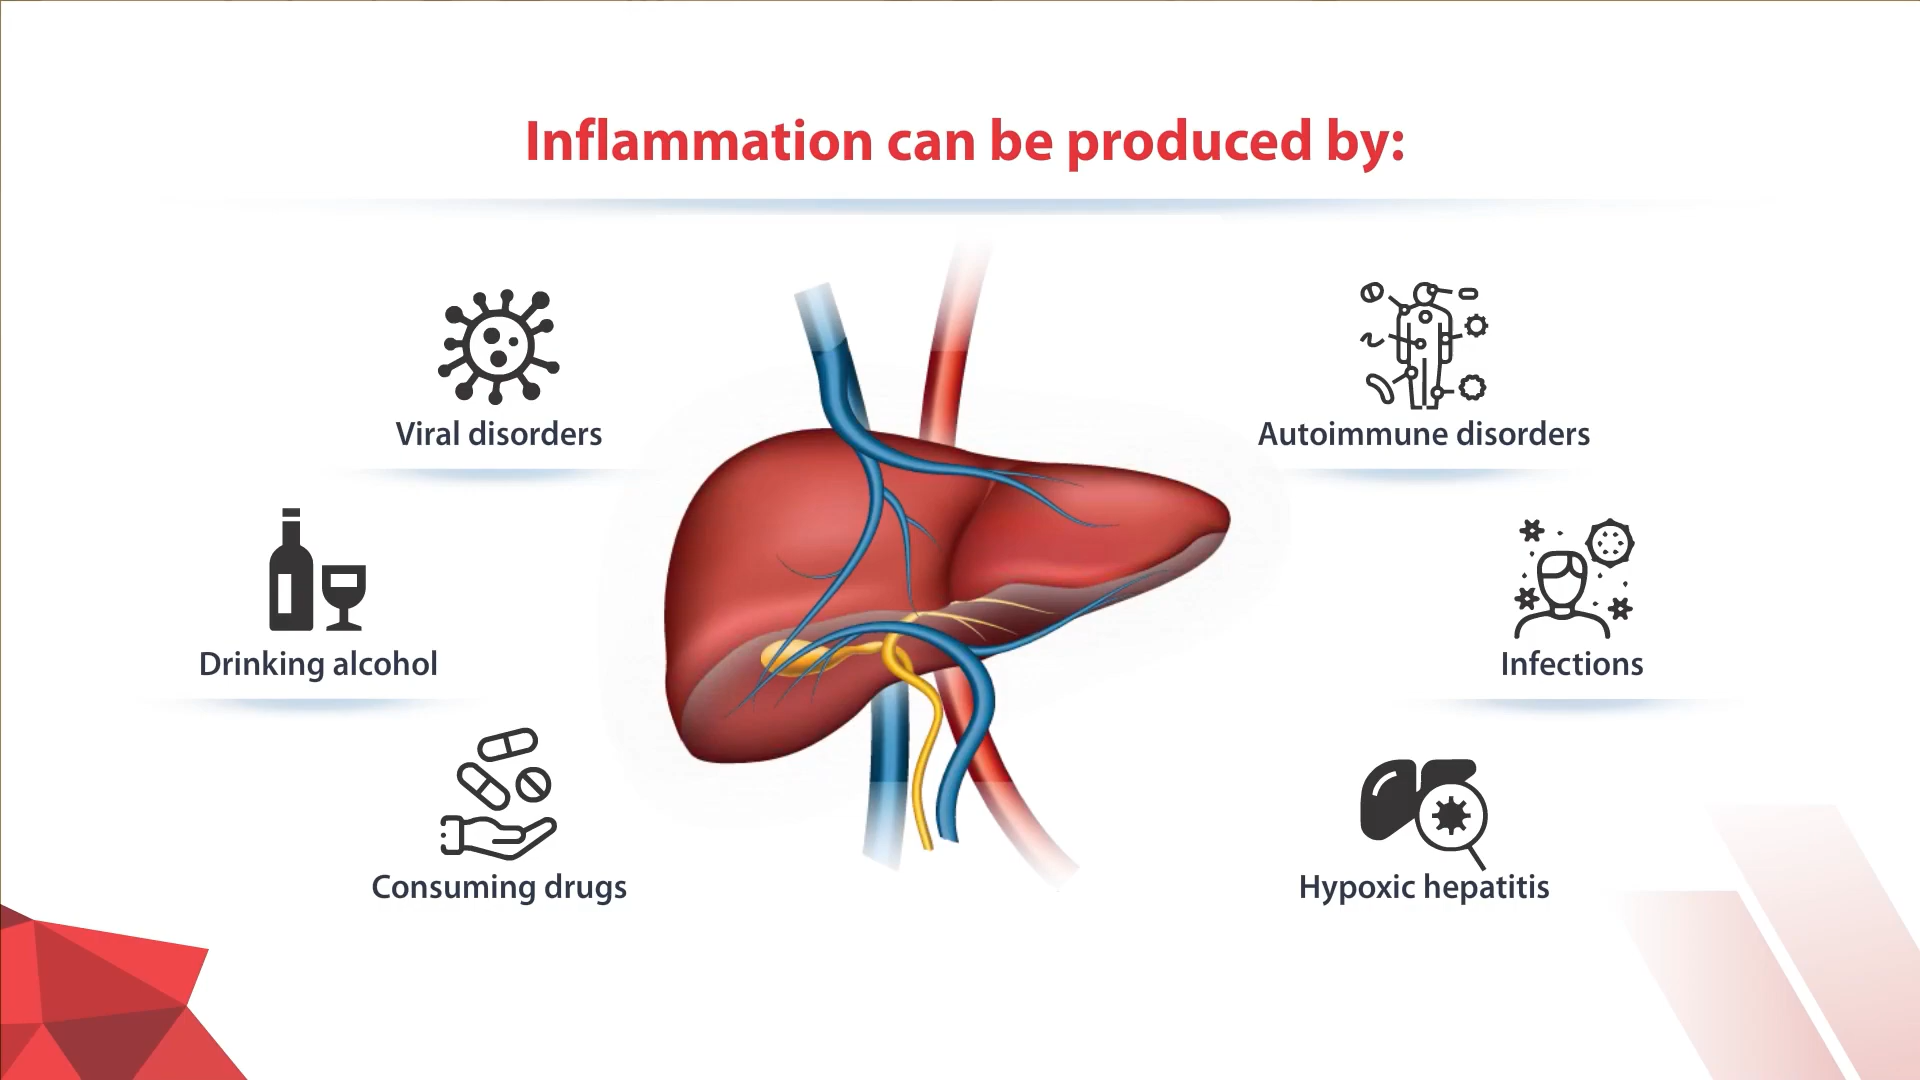 Inflammation can be produced by:
Viral disorders
Drinking alcohol
Consuming drugs
Autoimmune disorders
Infections
Hypoxic hepatitis